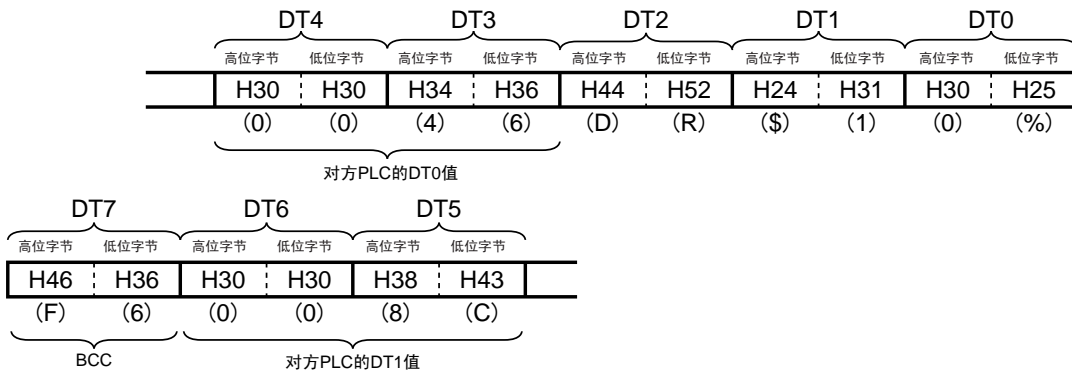 DT4 DT3 DT2 DT1 DT0
高位字节 低位字节 高位字节 低位字节 高位字节 低位字节 高位字节 低位字节 高位字节 低位字节
H30 H30 H34 H36 H44 H52 H24 H31 H30 H25
(0) (0) (4) (6) (D) (R) ($) (1) (0) (%)
对方PLC的DT0值
DT7 DT6 DT5
高位字节 低位字节 高位字节 低位字节 高位字节 低位字节
H46 H36 H30 H30 H38 H43
(F) (6) (0) (0) (8) (C)
BCC 对方PLC的DT1值